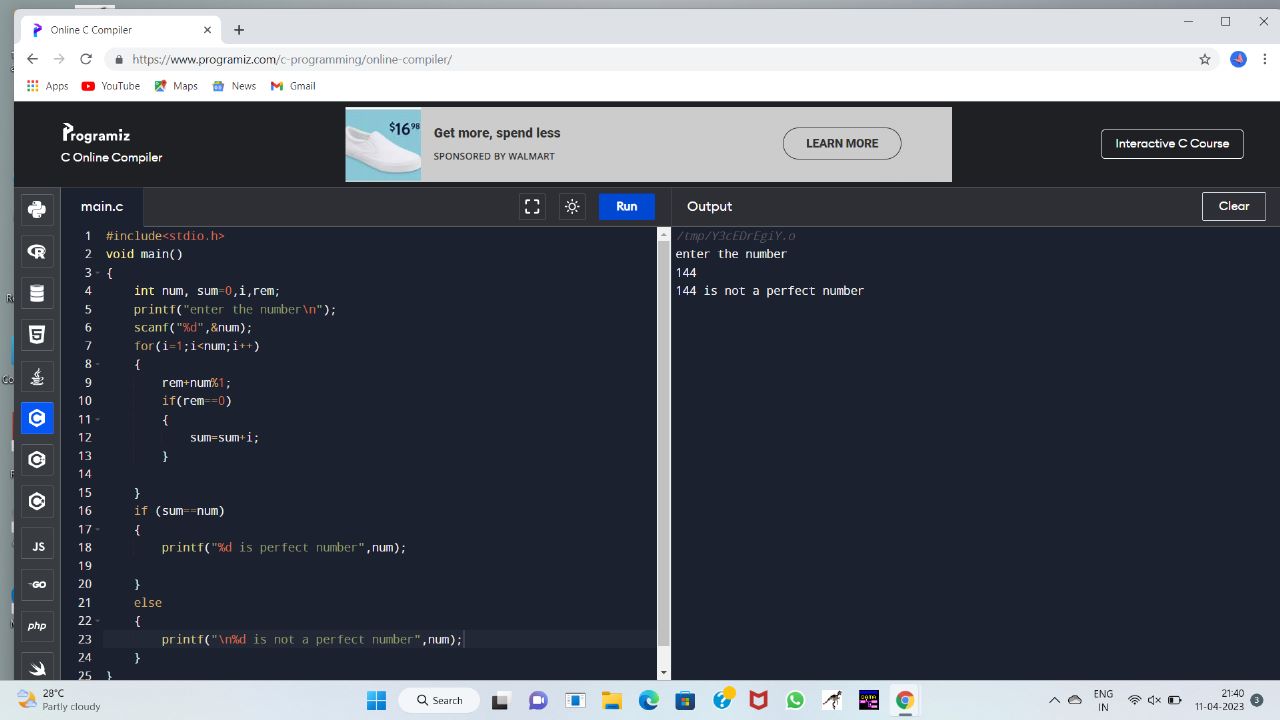 Online C Compiler
https://www.programiz.com/c-programming/online-compiler/
Apps YouTube Maps News Gmail
Programiz
C Online Compiler
$16.98
Get more, spend less
SPONSORED BY WALMART
LEARN MORE
Interactive C Course
main.c
Run
Output
Clear
1 #include<stdio.h>
2 void main()
3 {
4 int num, sum=0,i,rem;
5 printf("enter the number\n");
6 scanf("%d",&num);
7 for(i=1;i<num;i++)
8 {
9 rem+num%1;
10 if(rem==0)
11 {
12 sum=sum+i;
13 }
14
15 }
16 if (sum==num)
17 {
18 printf("%d is perfect number",num);
19
20 }
21 else
22 {
23 printf("\n%d is not a perfect number",num);
24 }
25 }
/tmp/Y3cEDrEgiY.o
enter the number
144
144 is not a perfect number
JS
GO
php
28°C
Partly cloudy
Search
ENG
IN
21:40
11-04-2023
3